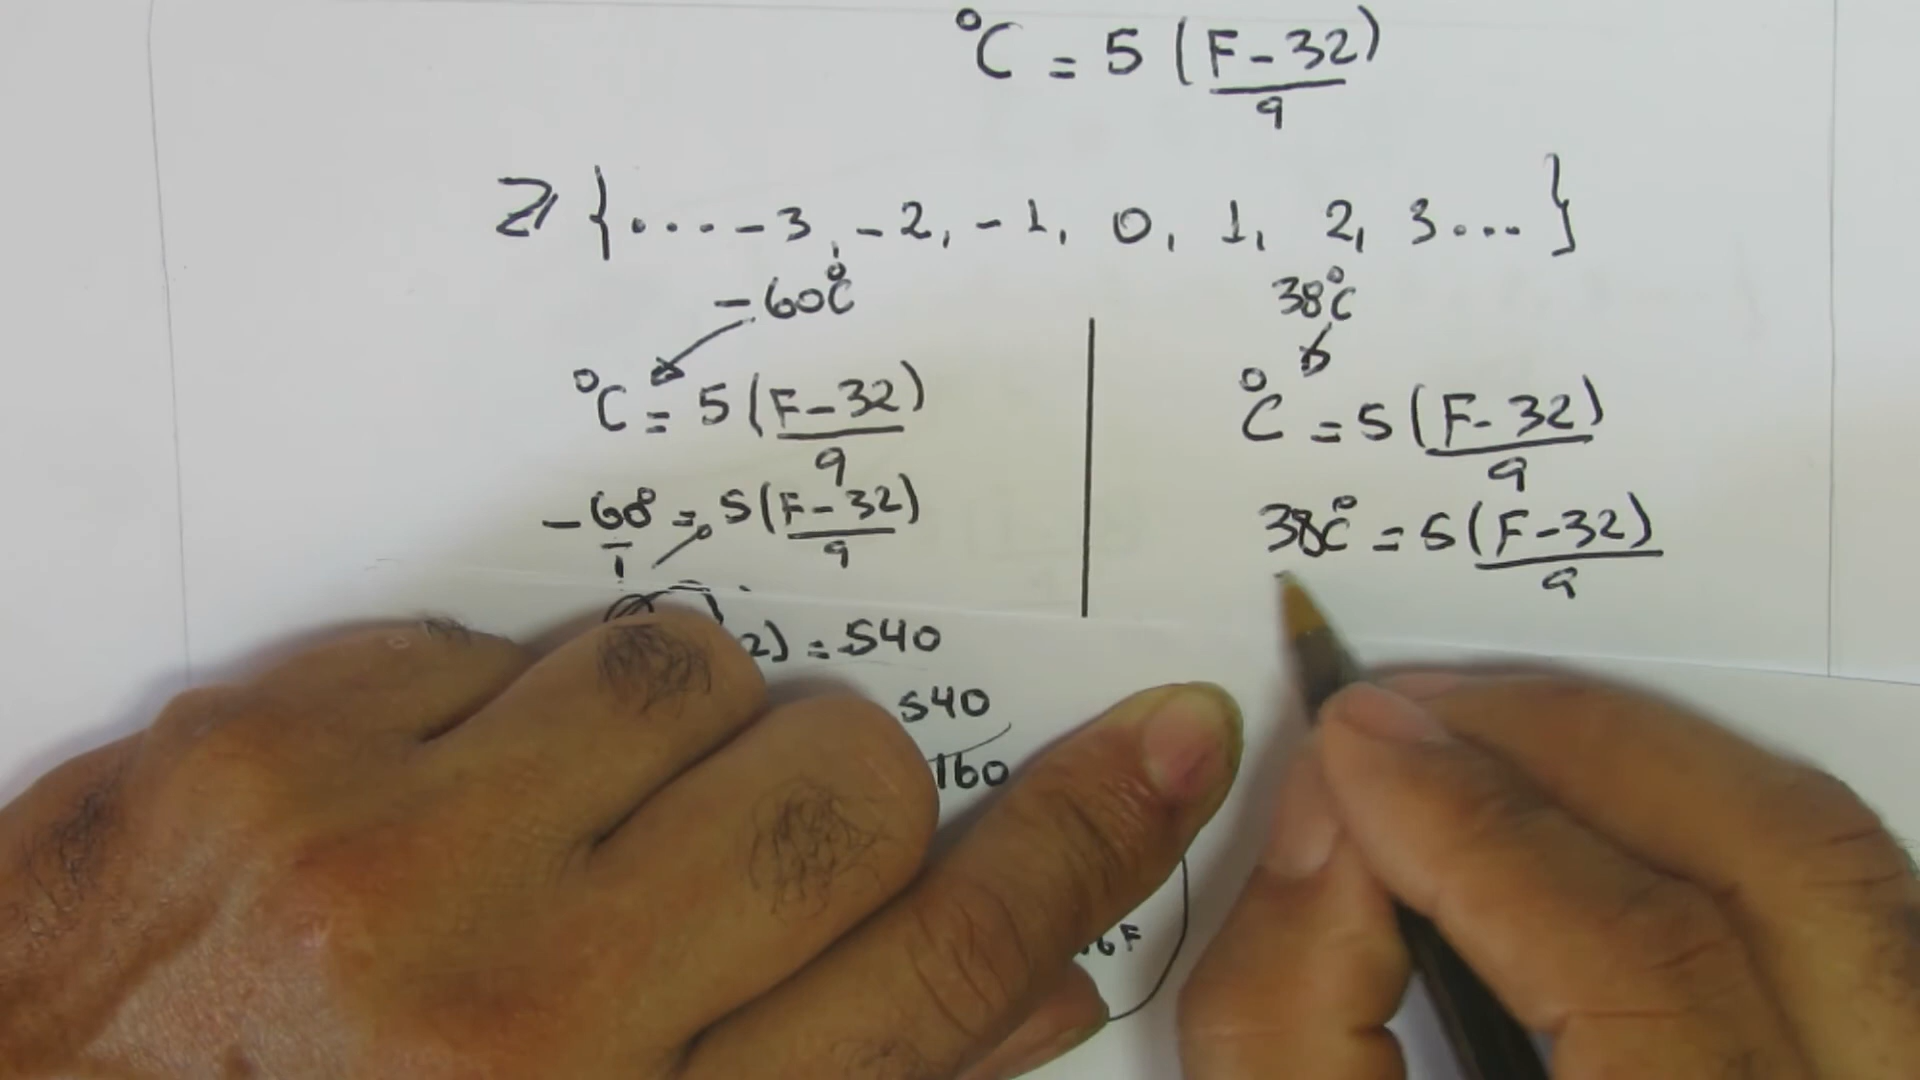 °C = 5 (F - 32)
9
Z { .... -3, -2, -1, 0, 1, 2, 3.... }
-60°C
38°C
°C = 5 (F - 32)
9
°C = 5 (F - 32)
9
-60° = 5 (F - 32)
1 9
38°C = 5 (F - 32)
9
2) = 540
540
160
6F